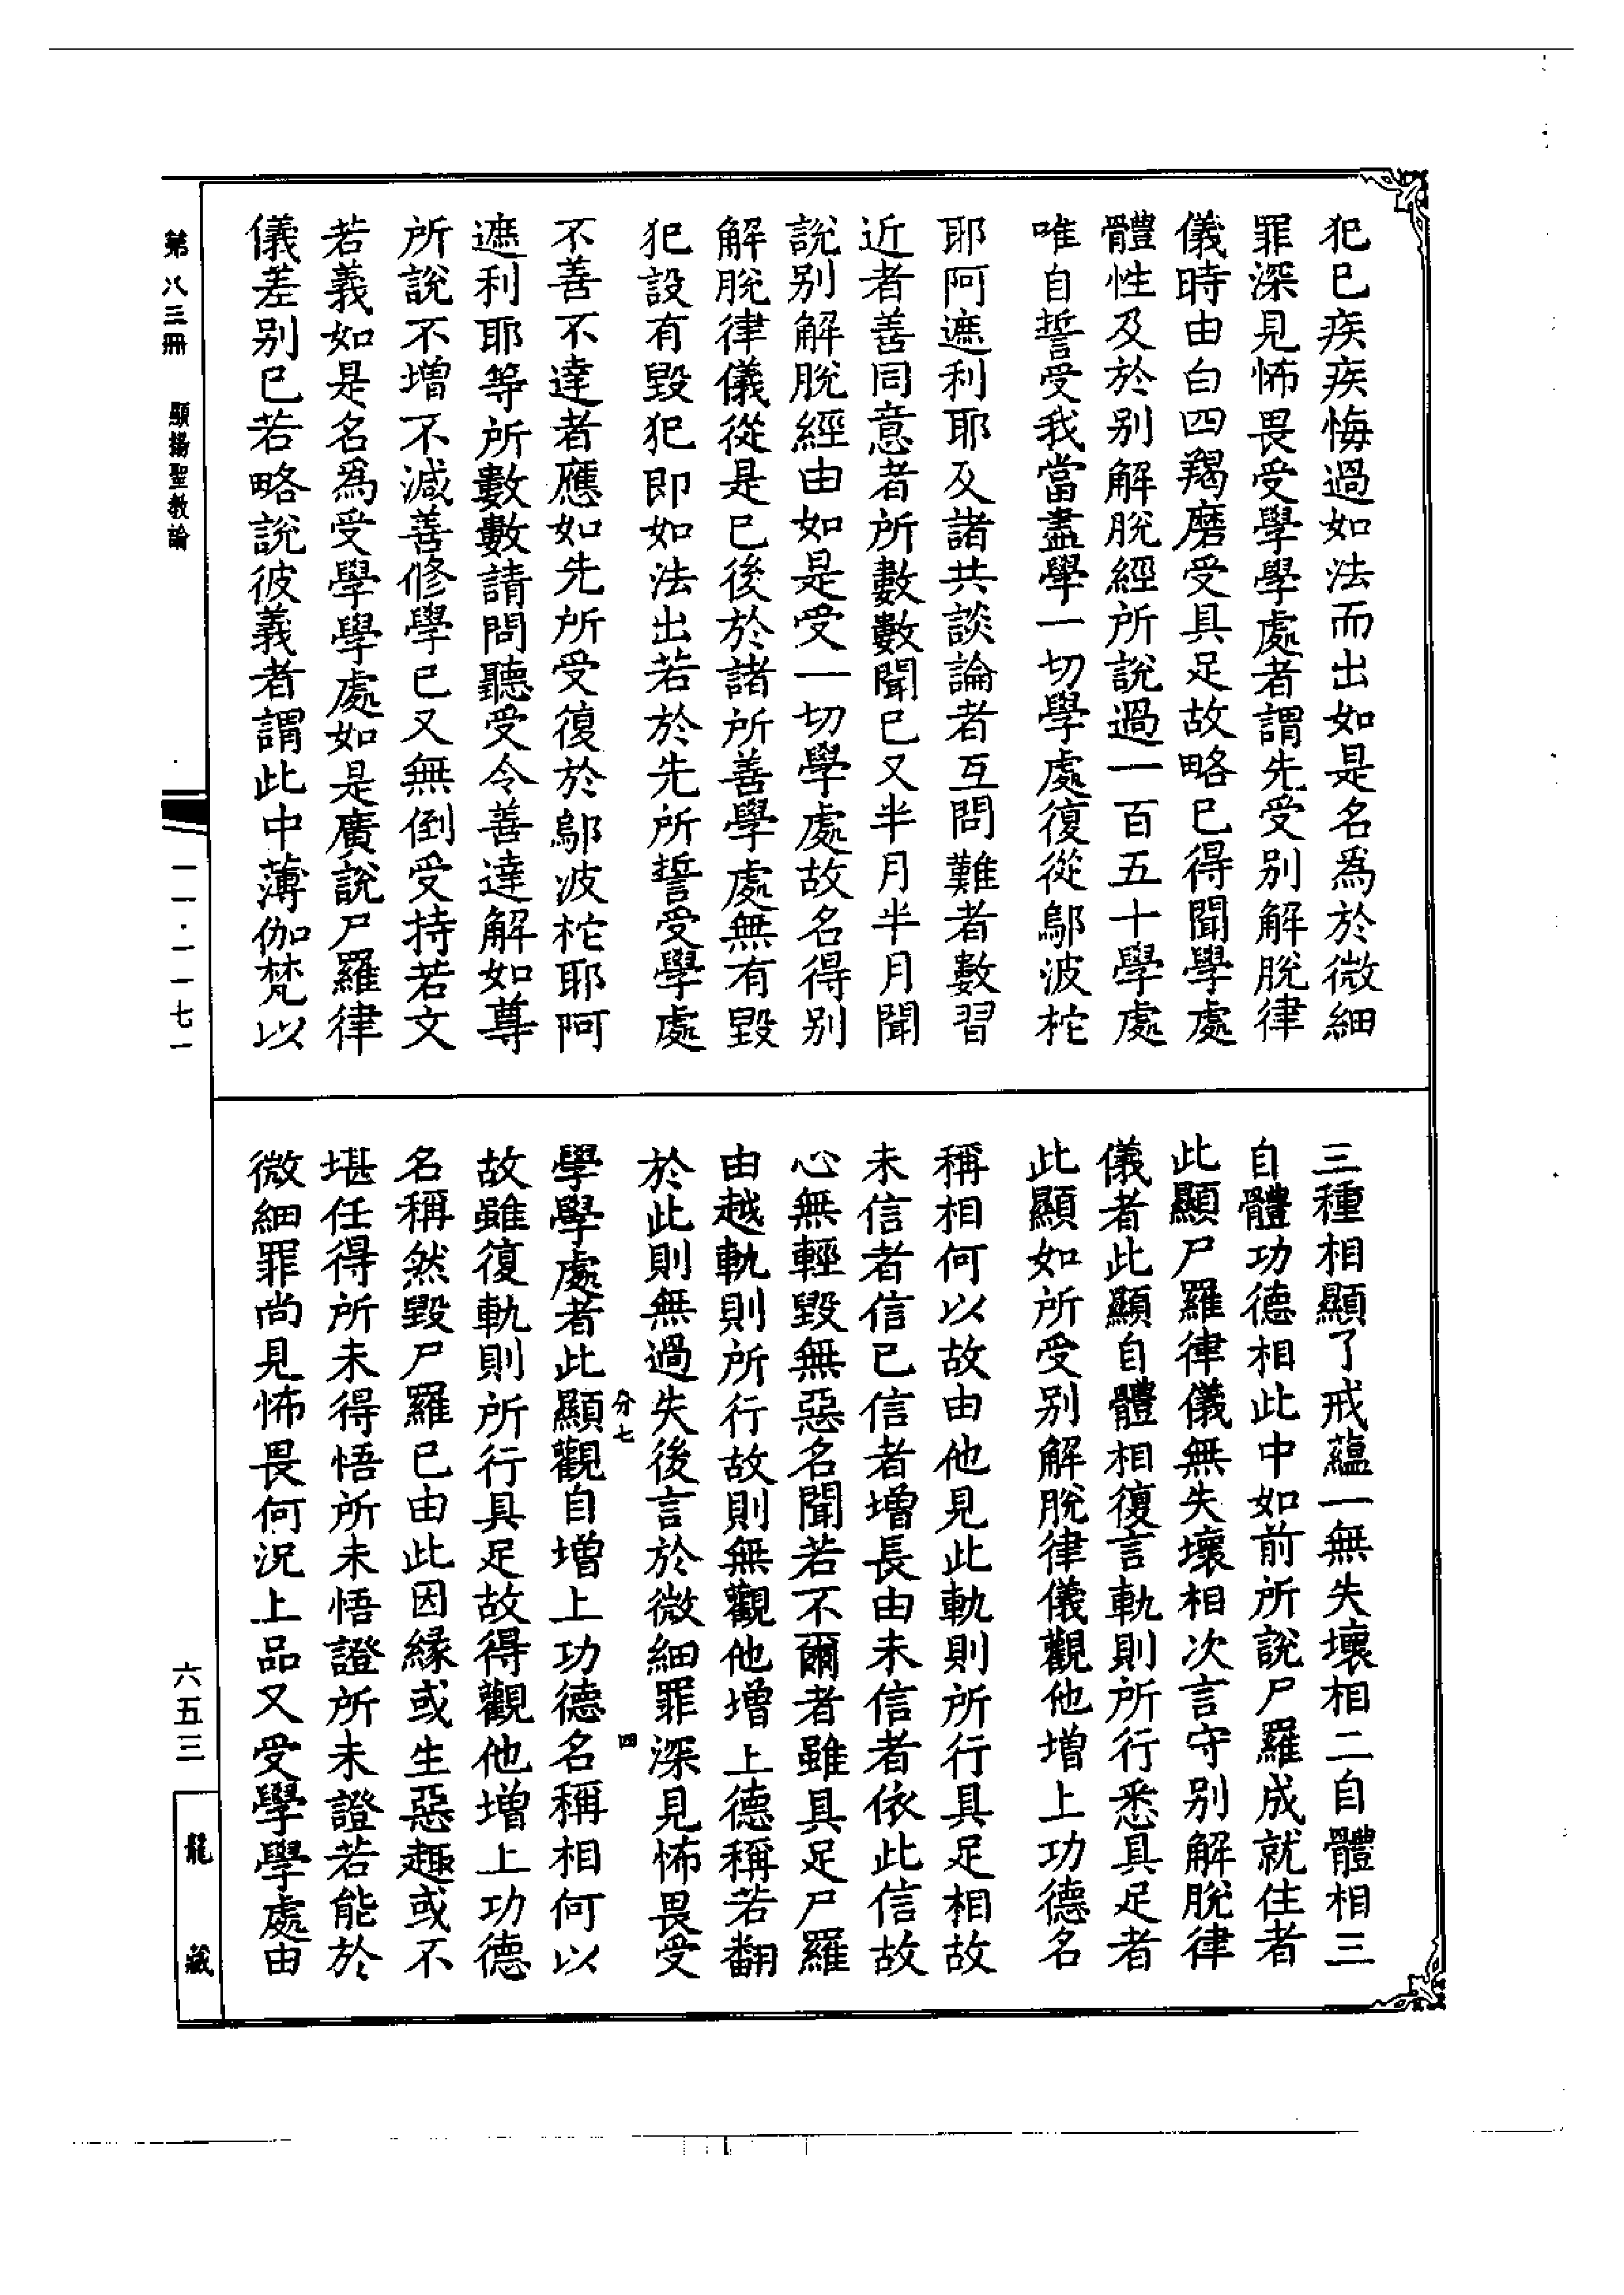 犯已疾疾悔過如法而出如是名爲於微細
罪深見怖畏受學學處者謂先受别解脫律
儀時由白四羯磨受具足故略已得聞學處
體性及於别解脫經所說過一百五十學處
唯自誓受我當盡學一切學處復從鄔波柁
耶阿遮利耶及諸共談論者互問難者數習
近者善同意者所數數聞已又半月半月聞
說别解脫經由如是受一切學處故名得别
解脫律儀從是已後於諸所善學處無有毀
犯設有毀犯即如法出若於先所誓受學處
不善不達者應如先所受復於鄔波柁耶阿
遮利耶等所數數請問聽受令善達解如尊
所說不增不減善修學已又無倒受持若文
若義如是名爲受學學處如是廣說尸羅律
儀差别已若略說彼義者謂此中薄伽梵以
三種相顯了戒蘊一無失壞相二自體相三
自體功德相此中如前所說尸羅成就住者
此顯尸羅律儀無失壞相次言守别解脫律
儀者此顯自體相復言軌則所行悉具足者
此顯如所受别解脫律儀觀他增上功德名
稱相何以故由他見此軌則所行具足相故
未信者信已信者增長由未信者依此信故
心無輕毀無惡名聞若不爾者雖具足尸羅
由越軌則所行故則無觀他增上德稱若翻
於此則無過失後言於微細罪深見怖畏受
分七 四
學學處者此顯觀自增上功德名稱相何以
故雖復軌則所行具足故得觀他增上功德
名稱然毀尸羅已由此因緣或生惡趣或不
堪任得所未得悟所未悟證所未證若能於
微細罪尚見怖畏何況上品又受學學處由
第八三冊 顯揚聖教論
一一·一一七一
六五三
龍藏